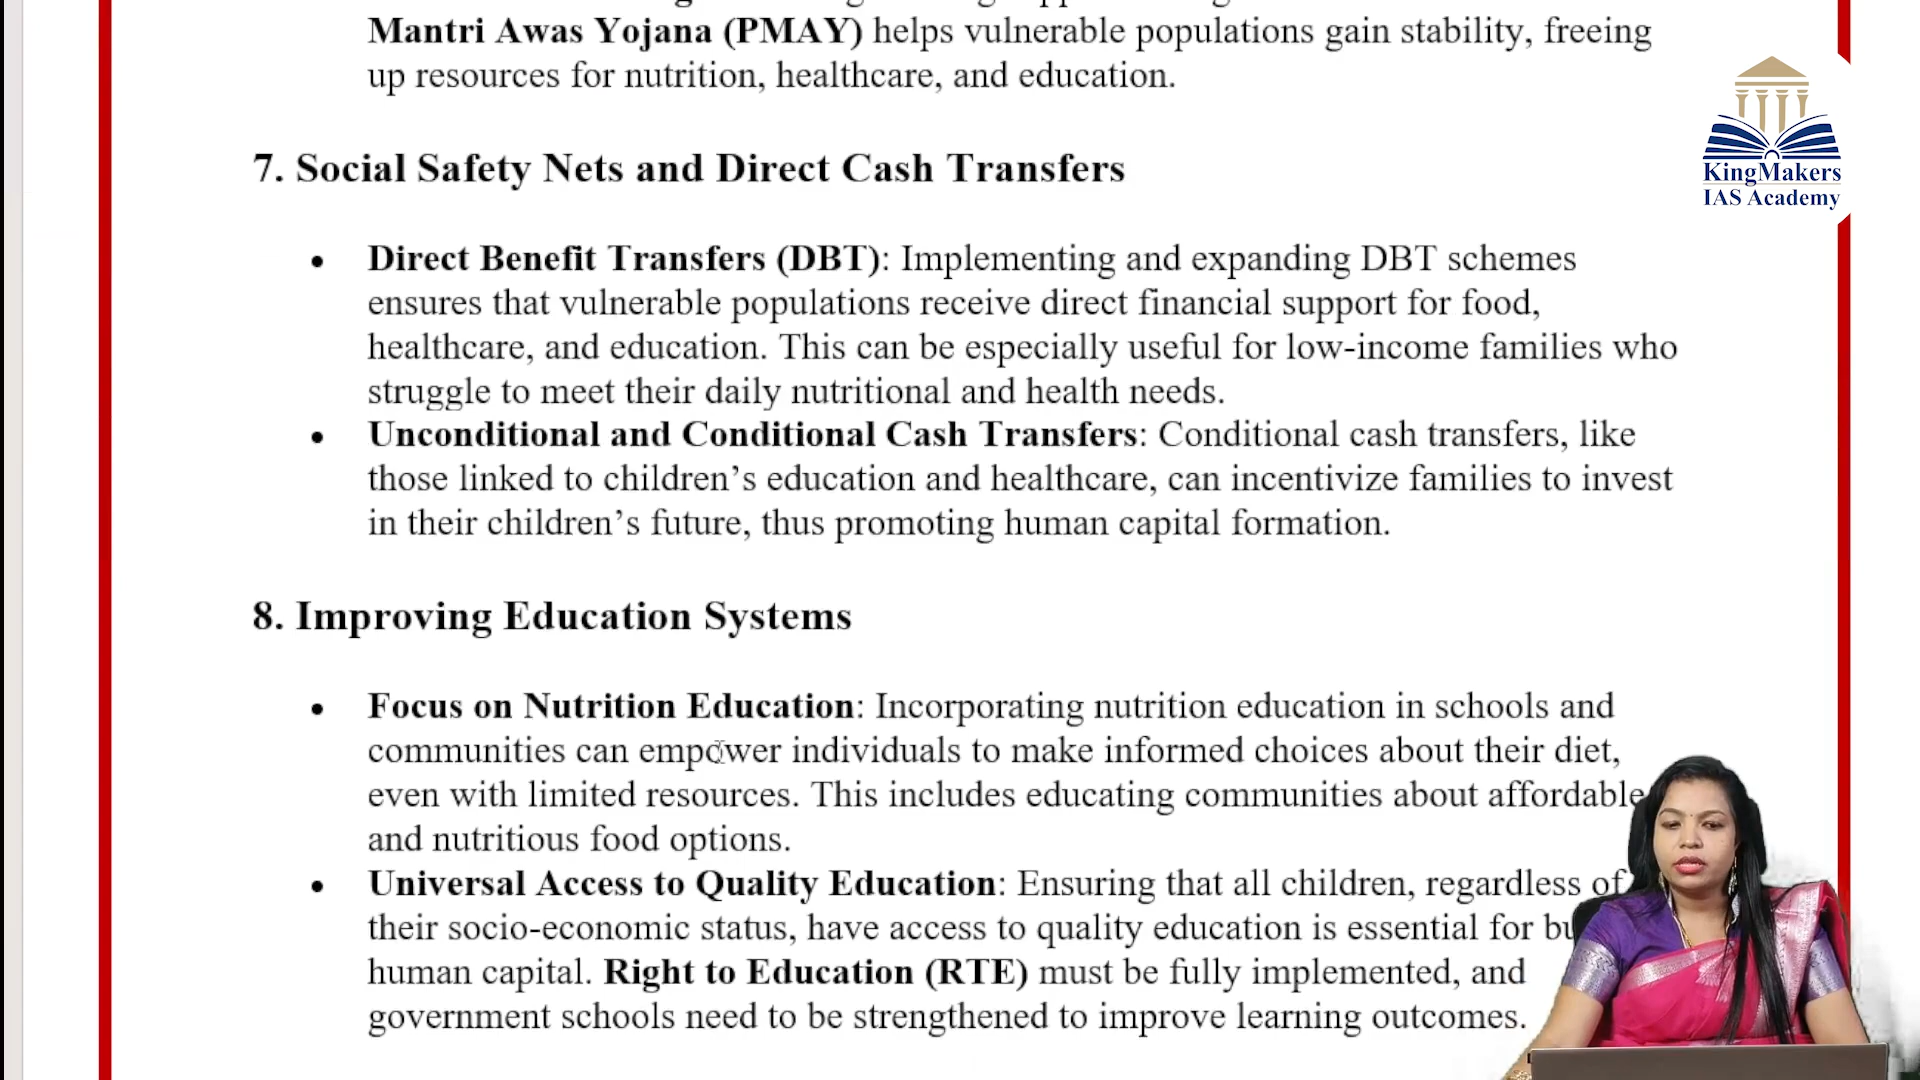 Mantri Awas Yojana (PMAY) helps vulnerable populations gain stability, freeing
up resources for nutrition, healthcare, and education.
KingMakers
IAS Academy
7. Social Safety Nets and Direct Cash Transfers
• Direct Benefit Transfers (DBT): Implementing and expanding DBT schemes
ensures that vulnerable populations receive direct financial support for food,
healthcare, and education. This can be especially useful for low-income families who
struggle to meet their daily nutritional and health needs.
• Unconditional and Conditional Cash Transfers: Conditional cash transfers, like
those linked to children’s education and healthcare, can incentivize families to invest
in their children’s future, thus promoting human capital formation.
8. Improving Education Systems
• Focus on Nutrition Education: Incorporating nutrition education in schools and
communities can empower individuals to make informed choices about their diet,
even with limited resources. This includes educating communities about affordable
and nutritious food options.
• Universal Access to Quality Education: Ensuring that all children, regardless of
their socio-economic status, have access to quality education is essential for
human capital. Right to Education (RTE) must be fully implemented, and
government schools need to be strengthened to improve learning outcomes.